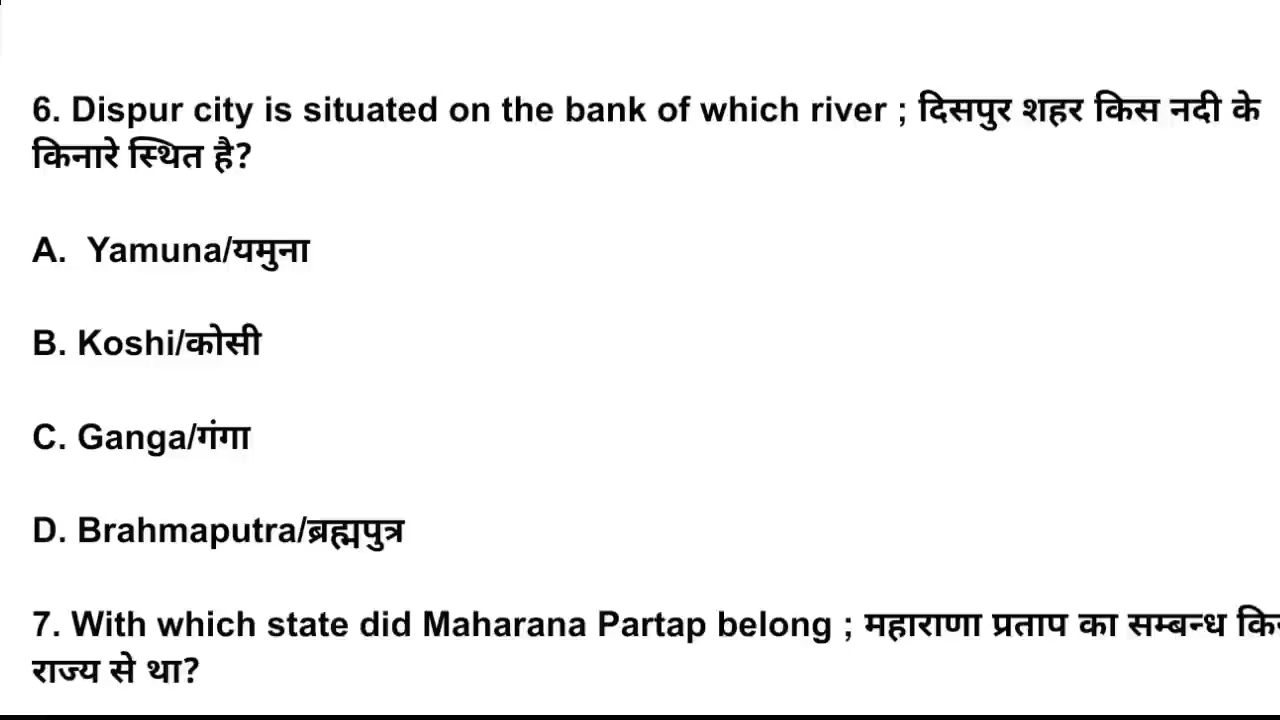 6. Dispur city is situated on the bank of which river ; दिसपुर शहर किस नदी के
किनारे स्थित है?
A. Yamuna/यमुना
B. Koshi/कोसी
C. Ganga/गंगा
D. Brahmaputra/ब्रह्मपुत्र
7. With which state did Maharana Partap belong ; महाराणा प्रताप का सम्बन्ध
राज्य से था?